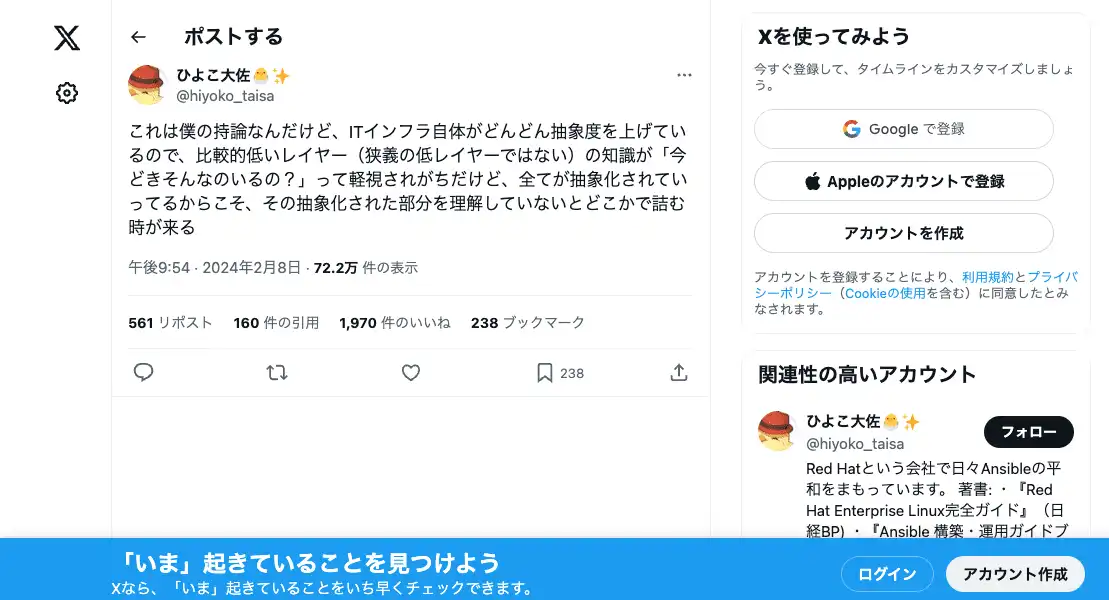 ポストする
ひよこ大佐🐣✨
@hiyoko_taisa
これは僕の持論なんだけど、ITインフラ自体がどんどん抽象度を上げてい
るので、比較的低いレイヤー（狭義の低レイヤーではない）の知識が「今
どきそんなのいるの？」って軽視されがちだけど、全てが抽象化されてい
ってるからこそ、その抽象化された部分を理解していないとどこかで詰む
時が来る
午後9:54 · 2024年2月8日 · 72.2万 件の表示
561 リポスト 160 件の引用 1,970 件のいいね 238 ブックマーク
238
Xを使ってみよう
今すぐ登録して、タイムラインをカスタマイズしましょ
う。
Google で登録
Appleのアカウントで登録
アカウントを作成
アカウントを登録することにより、利用規約とプライバ
シーポリシー（Cookieの使用を含む）に同意したとみ
なされます。
関連性の高いアカウント
ひよこ大佐🐣✨
@hiyoko_taisa
フォロー
Red Hatという会社で日々Ansibleの平
和をまもっています。 著書: ・『Red
Hat Enterprise Linux完全ガイド』（日
経BP) ・『Ansible 構築・運用ガイドブ
「いま」起きていることを見つけよう
Xなら、「いま」起きていることをいち早くチェックできます。
ログイン
アカウント作成